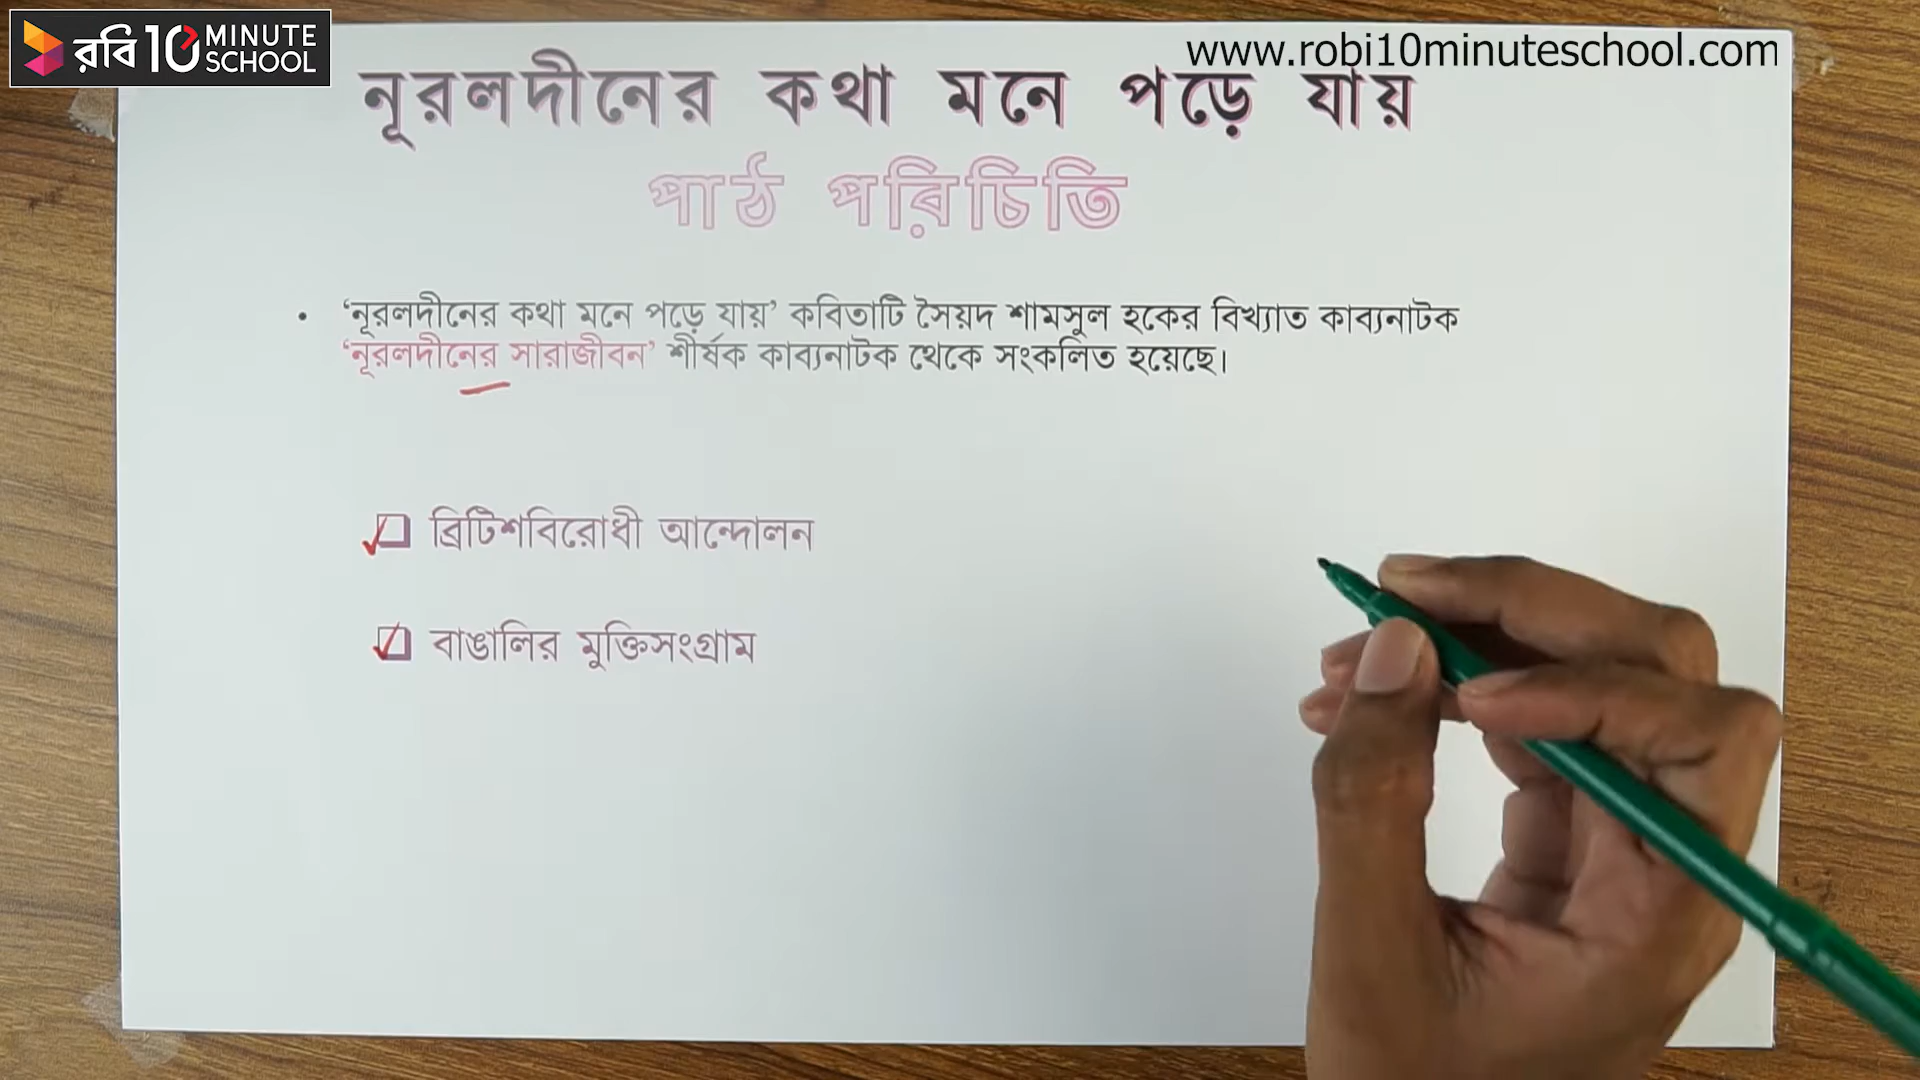 রবি 10 MINUTE SCHOOL
www.robi10minuteschool.com
নূরলদীনের কথা মনে পড়ে যায়
পাঠ পরিচিতি
• ‘নূরলদীনের কথা মনে পড়ে যায়’ কবিতাটি সৈয়দ শামসুল হকের বিখ্যাত কাব্যনাটক
‘নূরলদীনের সারাজীবন’ শীর্ষক কাব্যনাটক থেকে সংকলিত হয়েছে।
ব্রিটিশবিরোধী আন্দোলন
বাঙালির মুক্তিসংগ্রাম